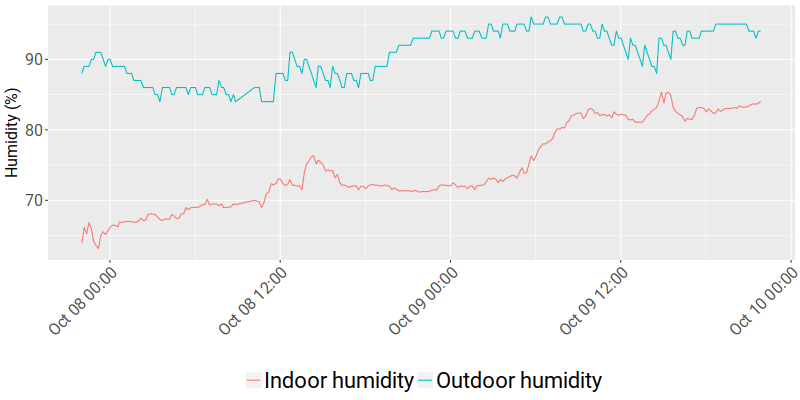 Humidity (%)
90
80
70
Oct 08 00:00
Oct 08 12:00
Oct 09 00:00
Oct 09 12:00
Oct 10 00:00
Indoor humidity
Outdoor humidity